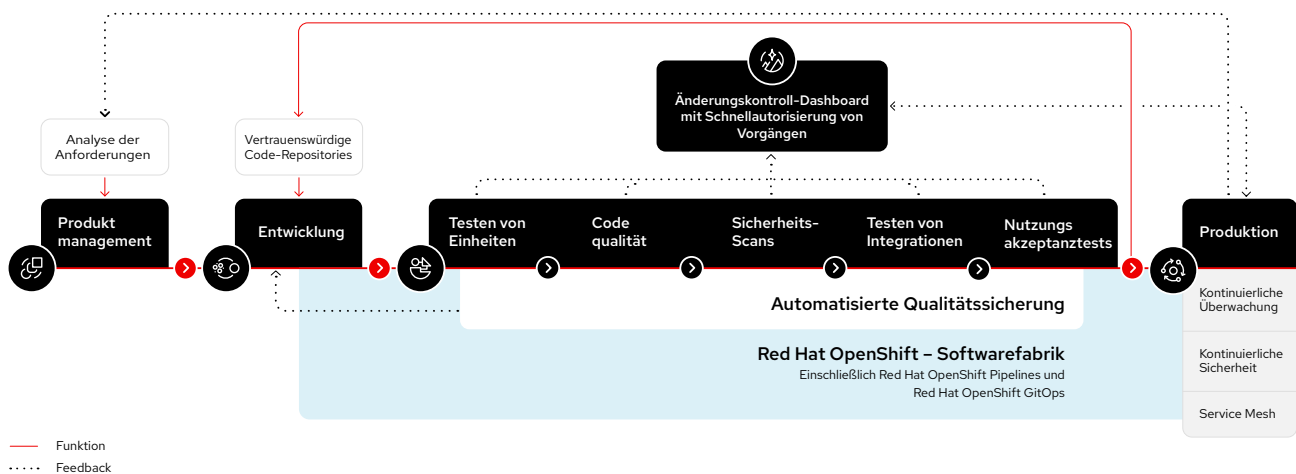 Änderungskontroll-Dashboard
mit Schnellautorisierung von
Vorgängen
Analyse der
Anforderungen
Vertrauenswürdige
Code-Repositories
Produkt
management
Entwicklung
Testen von
Einheiten
Code
qualität
Sicherheits-
Scans
Testen von
Integrationen
Nutzungs
akzeptanztests
Produktion
Automatisierte Qualitätssicherung
Red Hat OpenShift – Softwarefabrik
Einschließlich Red Hat OpenShift Pipelines und
Red Hat OpenShift GitOps
Kontinuierliche
Überwachung
Kontinuierliche
Sicherheit
Service Mesh
Funktion
Feedback